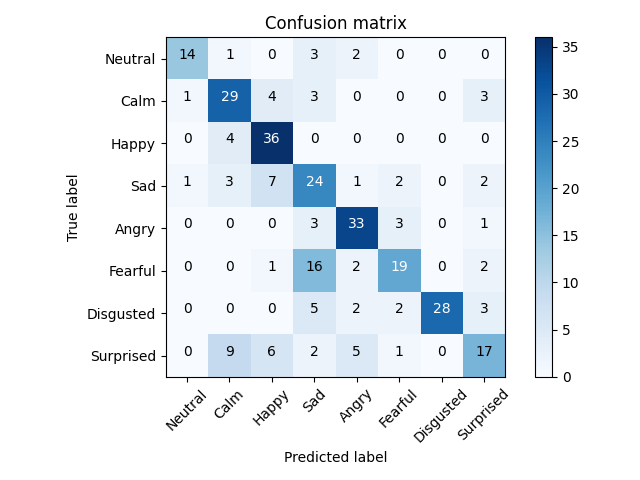 Confusion matrix
True label
Neutral 14 1 0 3 2 0 0 0
Calm 1 29 4 3 0 0 0 3
Happy 0 4 36 0 0 0 0 0
Sad 1 3 7 24 1 2 0 2
Angry 0 0 0 3 33 3 0 1
Fearful 0 0 1 16 2 19 0 2
Disgusted 0 0 0 5 2 2 28 3
Surprised 0 9 6 2 5 1 0 17
Neutral Calm Happy Sad Angry Fearful Disgusted Surprised
Predicted label
35
30
25
20
15
10
5
0